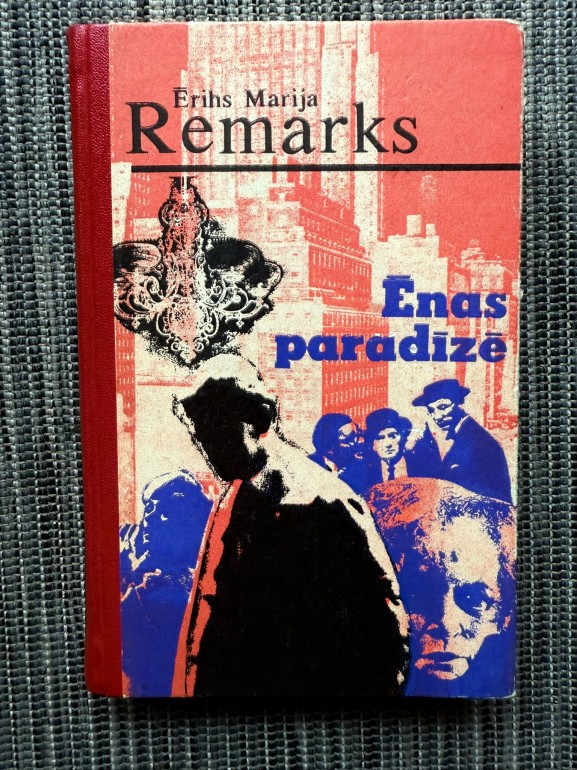 Ērihs Marija
Remarks
Ēnas
paradīzē